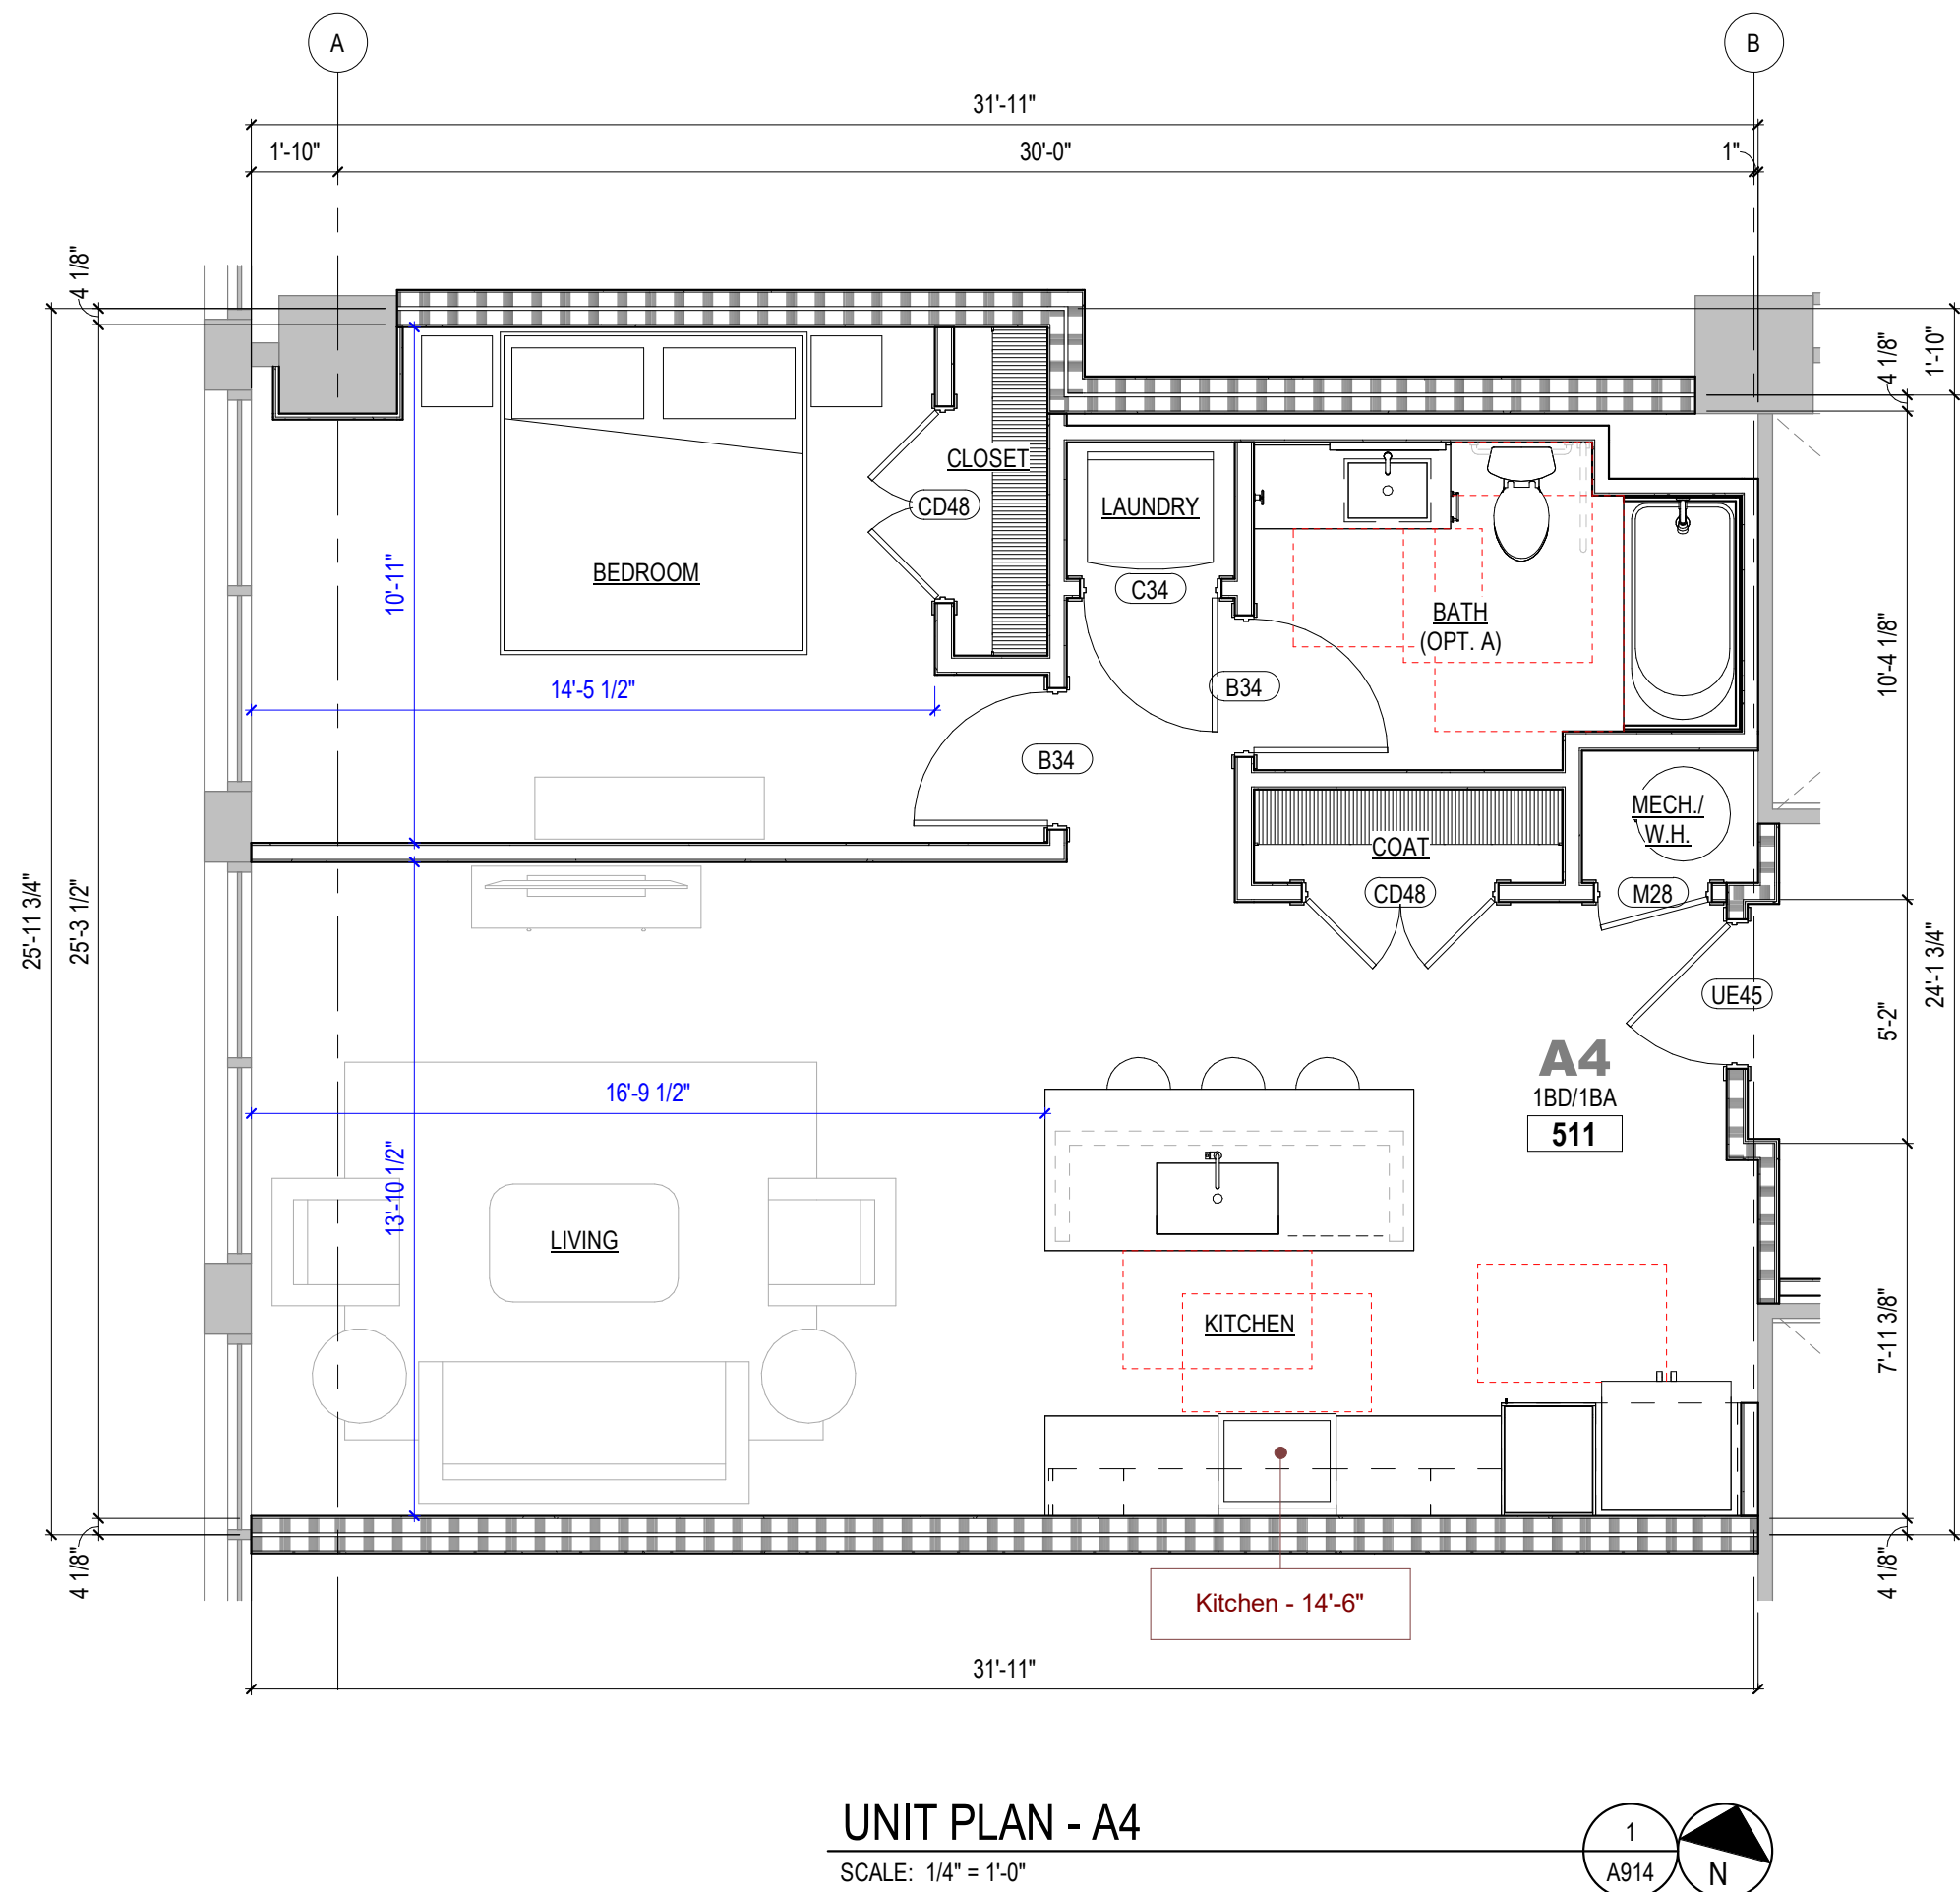 A
B
31'-11"
1'-10"
30'-0"
1"
4 1/8"
4 1/8"
1'-10"
CLOSET
CD48
LAUNDRY
C34
BEDROOM
10'-11"
BATH
(OPT. A)
14'-5 1/2"
B34
B34
10'-4 1/8"
MECH./
W.H.
COAT
CD48
M28
25'-11 3/4"
25'-3 1/2"
24'-1 3/4"
UE45
5'-2"
A4
1BD/1BA
511
16'-9 1/2"
13'-10 1/2"
LIVING
KITCHEN
7'-11 3/8"
4 1/8"
4 1/8"
Kitchen - 14'-6"
31'-11"
UNIT PLAN - A4
SCALE: 1/4" = 1'-0"
1
A914
N